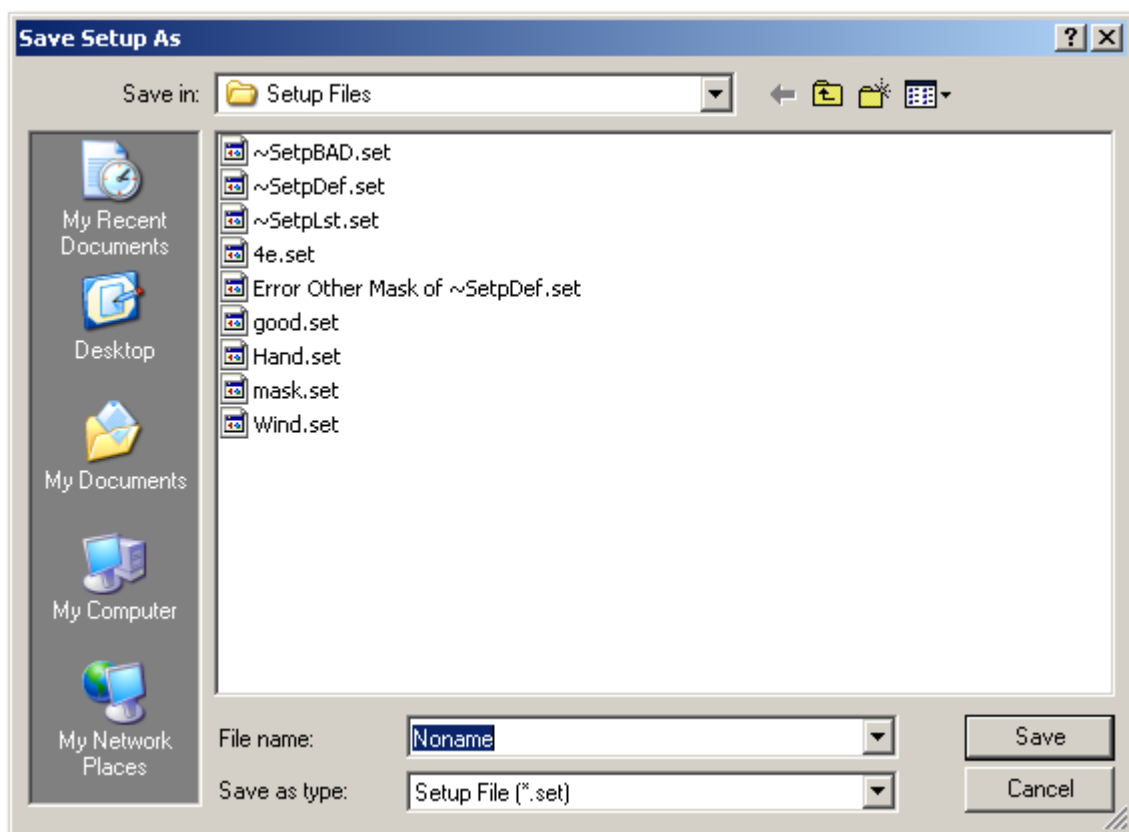 Save Setup As
Save in:
Setup Files
My Recent
Documents
Desktop
My Documents
My Computer
My Network
Places
~SetpBAD.set
~SetpDef.set
~SetpLst.set
4e.set
Error Other Mask of ~SetpDef.set
good.set
Hand.set
mask.set
Wind.set
File name:
Noname
Save
Save as type:
Setup File (*.set)
Cancel